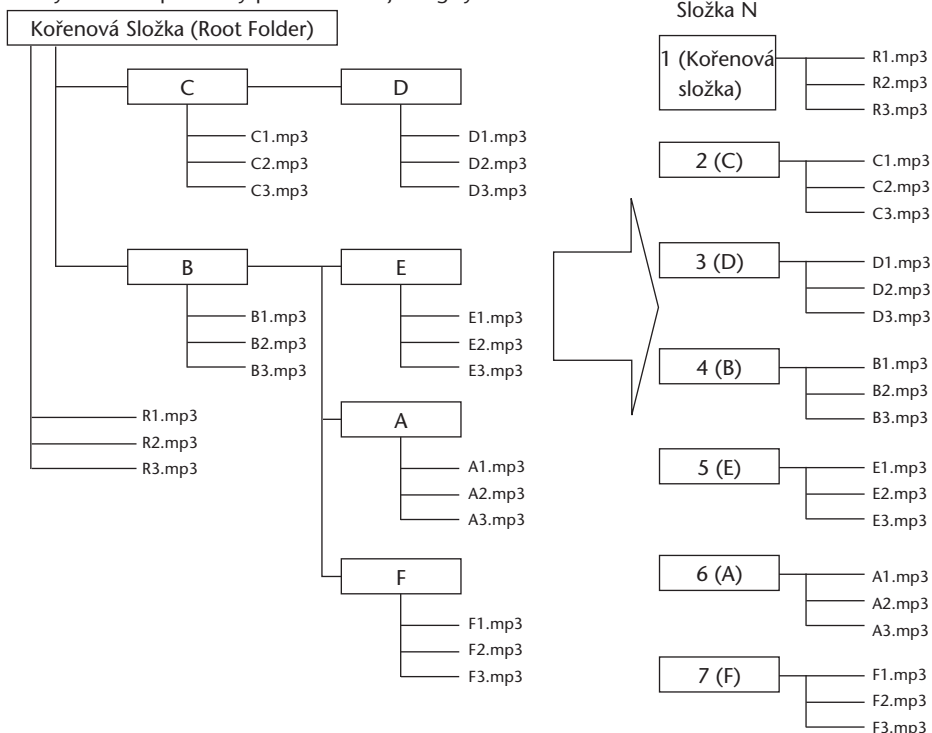 Kořenová Složka (Root Folder)
C
D
C1.mp3
C2.mp3
C3.mp3
D1.mp3
D2.mp3
D3.mp3
B
E
B1.mp3
B2.mp3
B3.mp3
E1.mp3
E2.mp3
E3.mp3
R1.mp3
R2.mp3
R3.mp3
A
A1.mp3
A2.mp3
A3.mp3
F
F1.mp3
F2.mp3
F3.mp3
Složka N
1 (Kořenová
složka)
R1.mp3
R2.mp3
R3.mp3
2 (C)
C1.mp3
C2.mp3
C3.mp3
3 (D)
D1.mp3
D2.mp3
D3.mp3
4 (B)
B1.mp3
B2.mp3
B3.mp3
5 (E)
E1.mp3
E2.mp3
E3.mp3
6 (A)
A1.mp3
A2.mp3
A3.mp3
7 (F)
F1.mp3
F2.mp3
F3.mp3